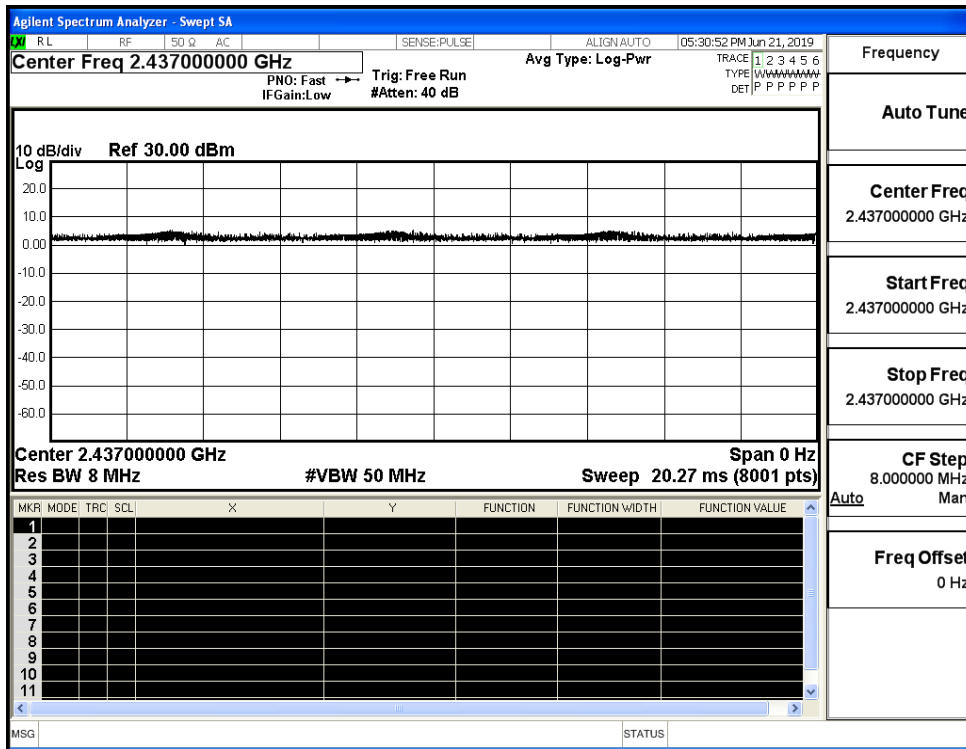 Agilent Spectrum Analyzer - Swept SA
LXI RL RF 50 Ω AC SENSE:PULSE ALIGN AUTO 05:30:52 PM Jun 21, 2019
Center Freq 2.437000000 GHz
PNO: Fast
IFGain:Low
Trig: Free Run
#Atten: 40 dB
Avg Type: Log-Pwr
TRACE 1 2 3 4 5 6
TYPE
DET P P P P P P
10 dB/div Ref 30.00 dBm
Log
20.0
10.0
0.00
-10.0
-20.0
-30.0
-40.0
-50.0
-60.0
Center 2.437000000 GHz Span 0 Hz
Res BW 8 MHz #VBW 50 MHz Sweep 20.27 ms (8001 pts)
MKR MODE TRC SCL X Y FUNCTION FUNCTION WIDTH FUNCTION VALUE
1
2
3
4
5
6
7
8
9
10
11
MSG STATUS
Frequency
Auto Tune
Center Freq
2.437000000 GHz
Start Freq
2.437000000 GHz
Stop Freq
2.437000000 GHz
CF Step
8.000000 MHz
Auto Man
Freq Offset
0 Hz